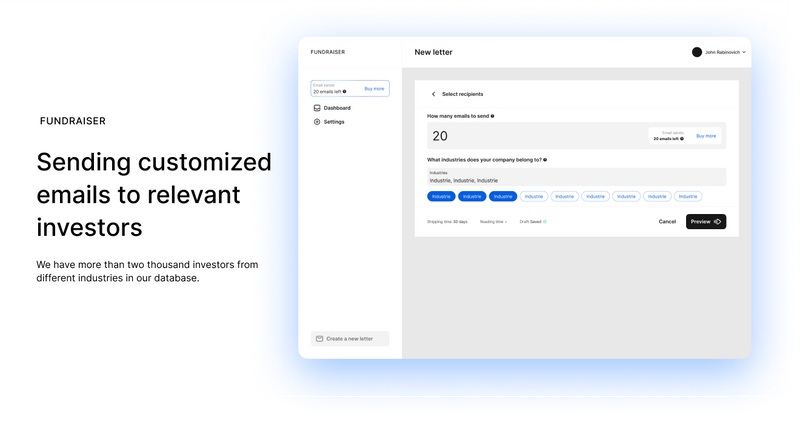 FUNDRAISER
Sending customized
emails to relevant
investors
We have more than two thousand investors from
different industries in our database.
FUNDRAISER
Email sends
20 emails left
Buy more
Dashboard
Settings
Create a new letter
New letter
John Rabinovich
Select recipients
How many emails to send
20
Email sends
20 emails left
Buy more
What industries does your company belong to?
Industries
Industrie, Industrie, Industrie
Industrie Industrie Industrie Industrie Industrie Industrie Industrie Industrie Industrie
Shipping time 30 days
Reading time -
Draft Saved
Cancel
Preview